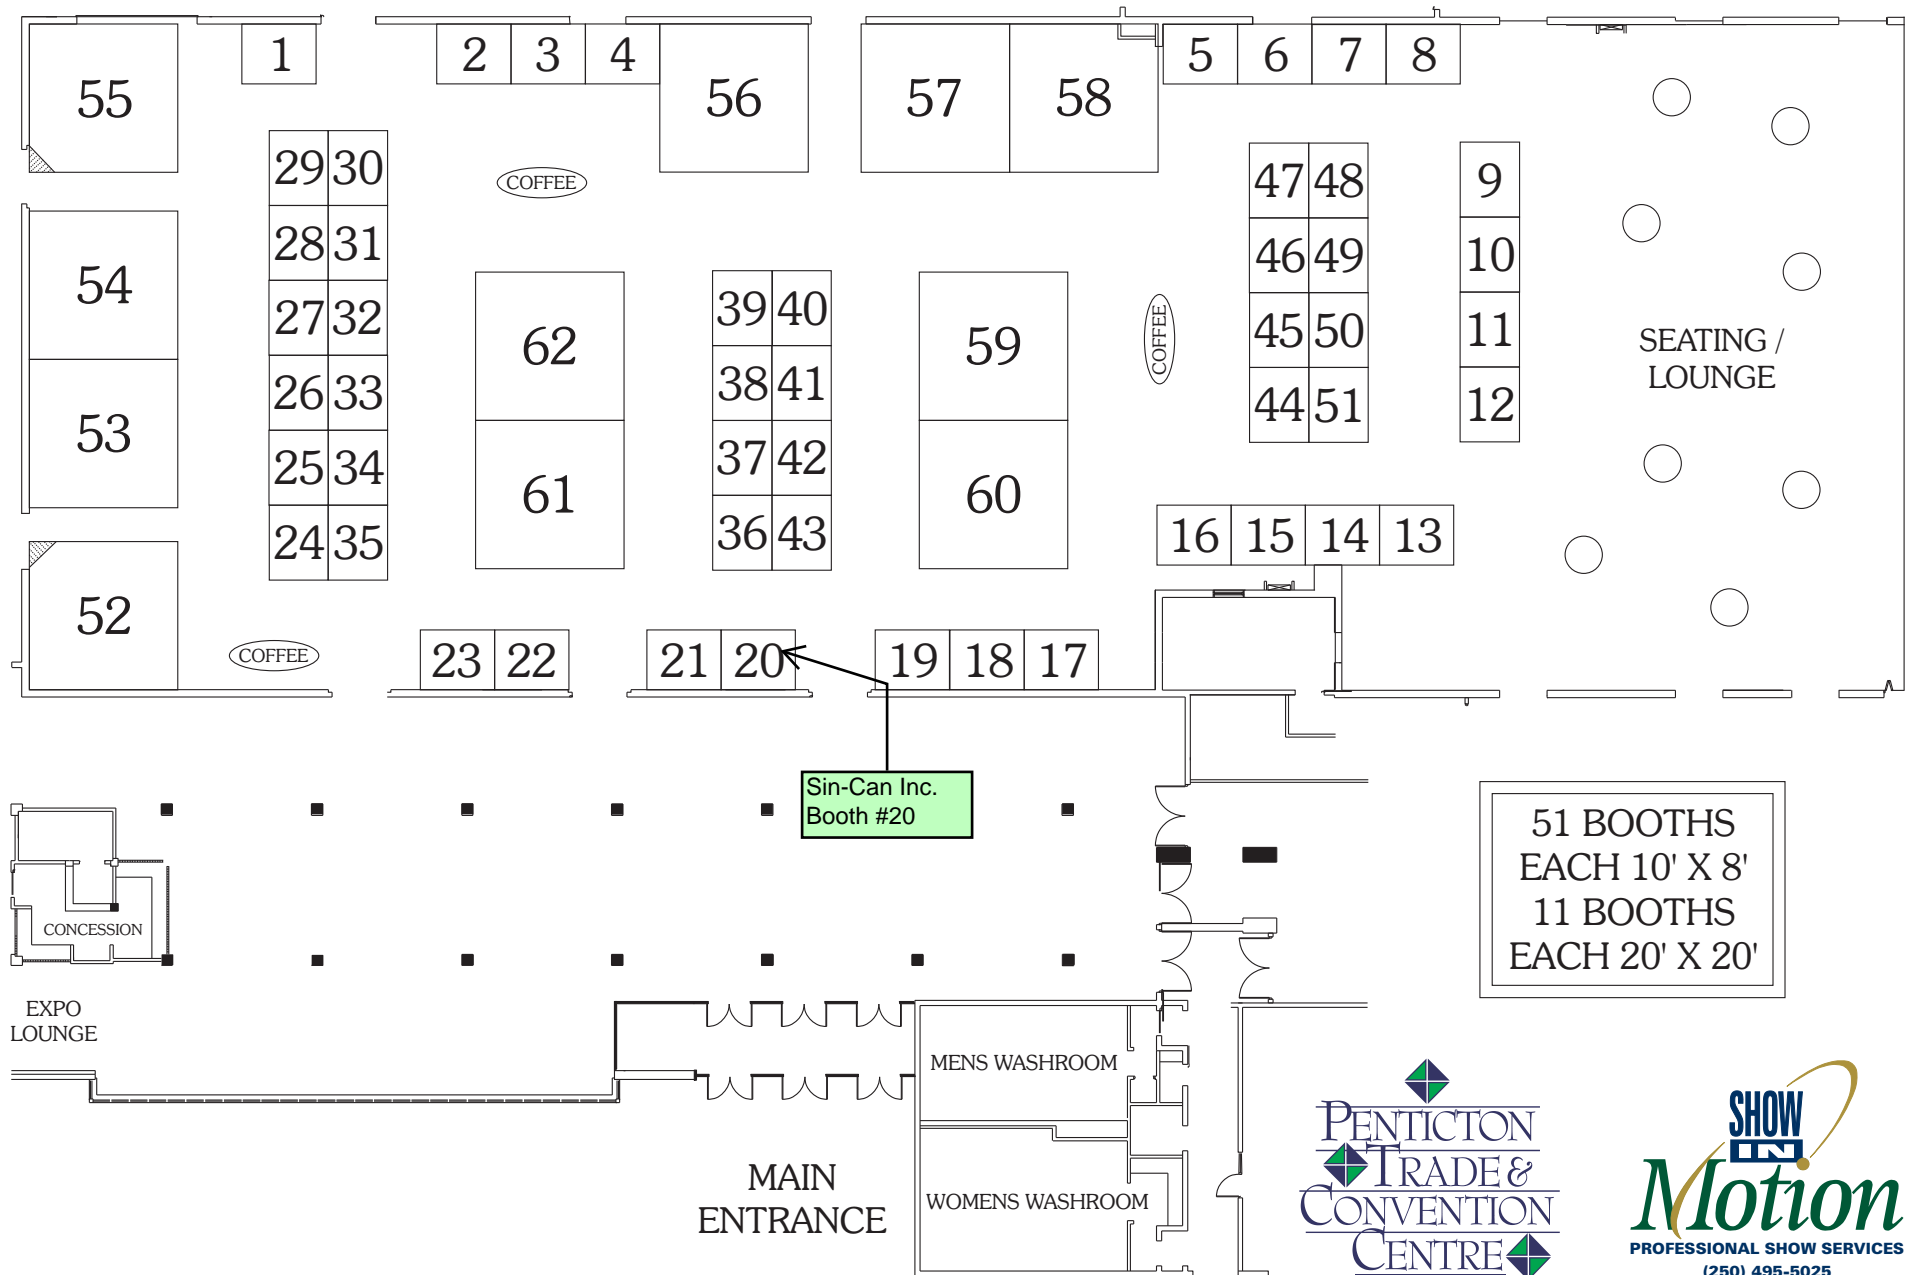 1
2
3
4
5
6
7
8
55
56
57
58
29 30
COFFEE
47 48
9
28 31
46 49
10
54
27 32
62
39 40
59
COFFEE
45 50
11
SEATING /
LOUNGE
26 33
38 41
44 51
12
53
25 34
61
37 42
60
24 35
36 43
16 15 14 13
52
COFFEE
23 22
21 20
19 18 17
Sin-Can Inc.
Booth #20
51 BOOTHS
EACH 10' X 8'
11 BOOTHS
EACH 20' X 20'
CONCESSION
EXPO
LOUNGE
MENS WASHROOM
WOMENS WASHROOM
MAIN
ENTRANCE
PENTICTON
TRADE &
CONVENTION
CENTRE
SHOW
IN
Motion
PROFESSIONAL SHOW SERVICES
(250) 495-5025